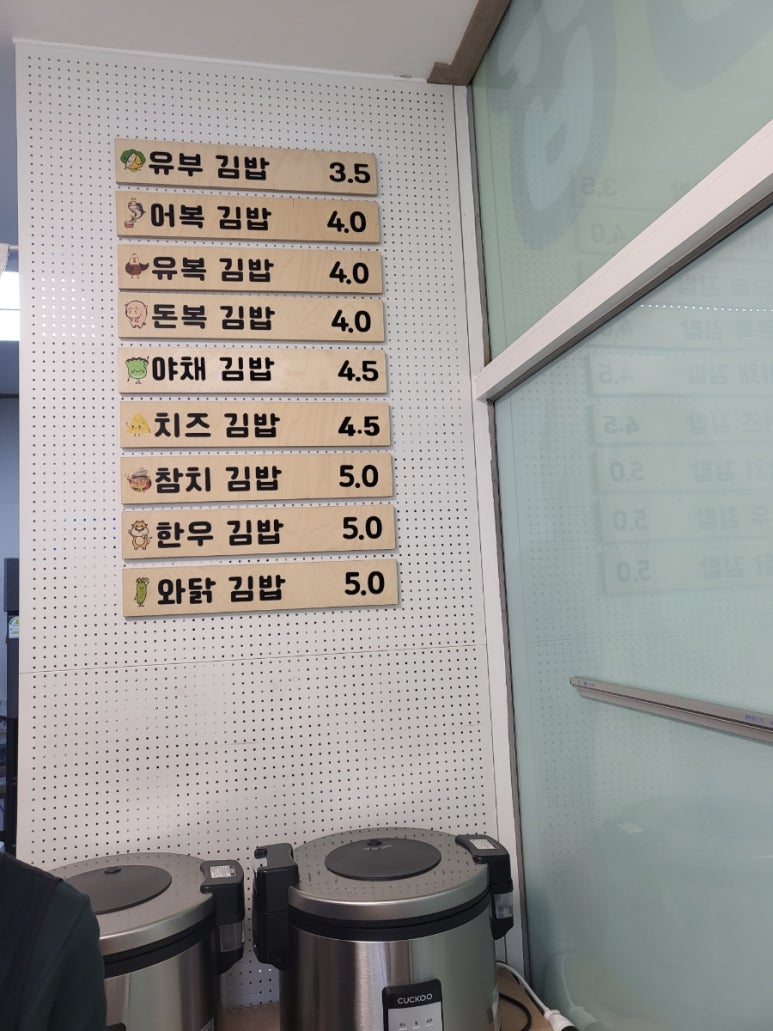 유부 김밥 3.5
어복 김밥 4.0
유복 김밥 4.0
돈복 김밥 4.0
야채 김밥 4.5
치즈 김밥 4.5
참치 김밥 5.0
한우 김밥 5.0
와닭 김밥 5.0
CUCKOO